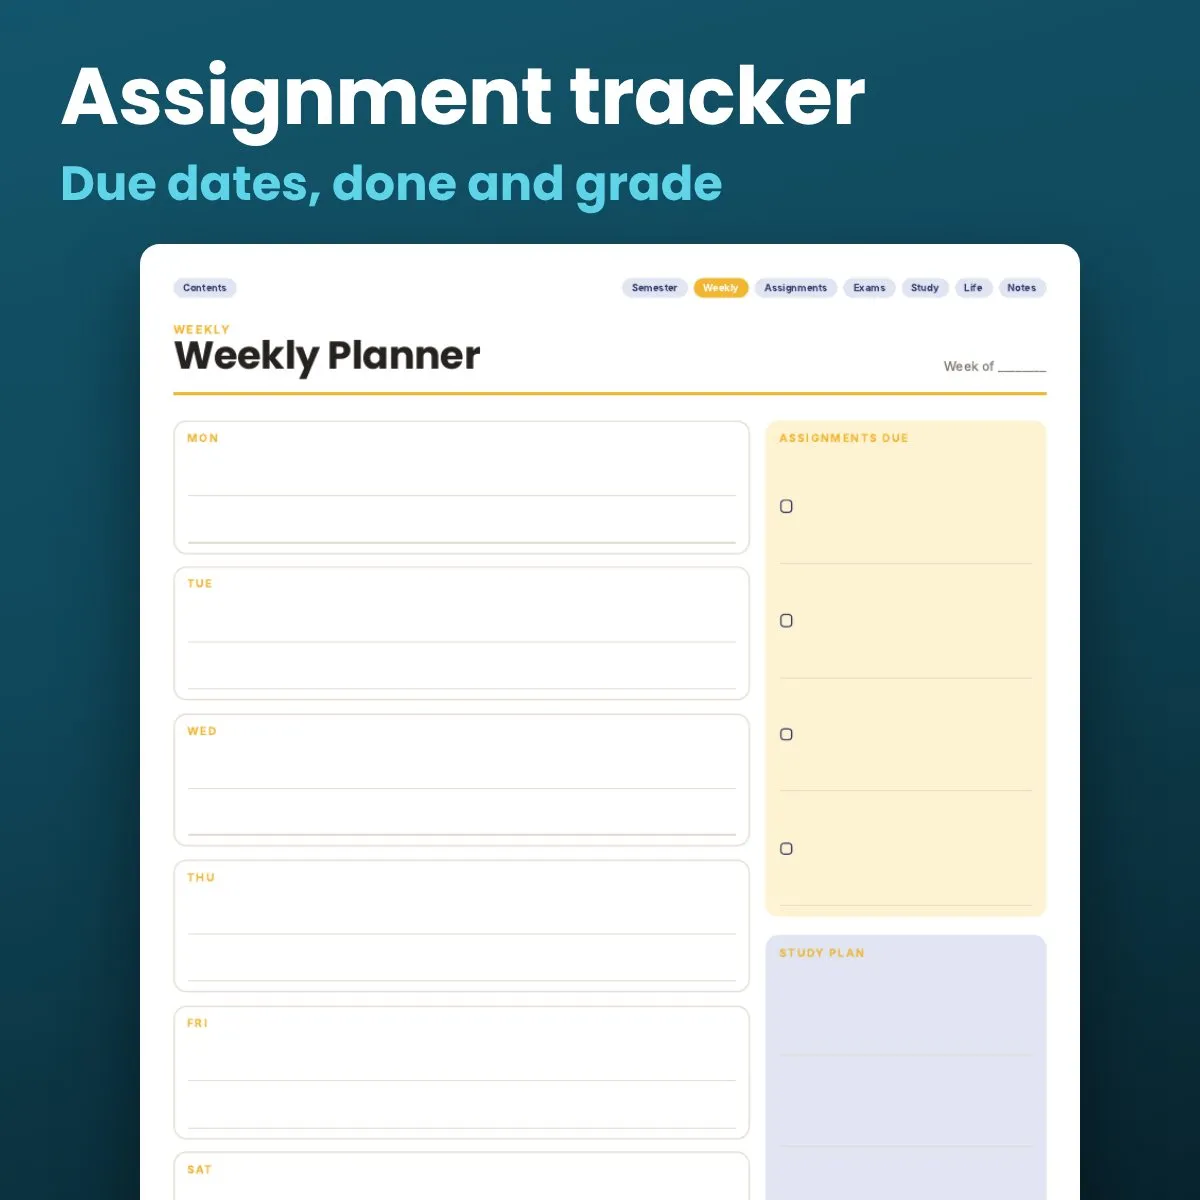 Assignment tracker
Due dates, done and grade
Contents
Semester
Weekly
Assignments
Exams
Study
Life
Notes
WEEKLY
Weekly Planner
Week of _______
MON
TUE
WED
THU
FRI
SAT
ASSIGNMENTS DUE
STUDY PLAN